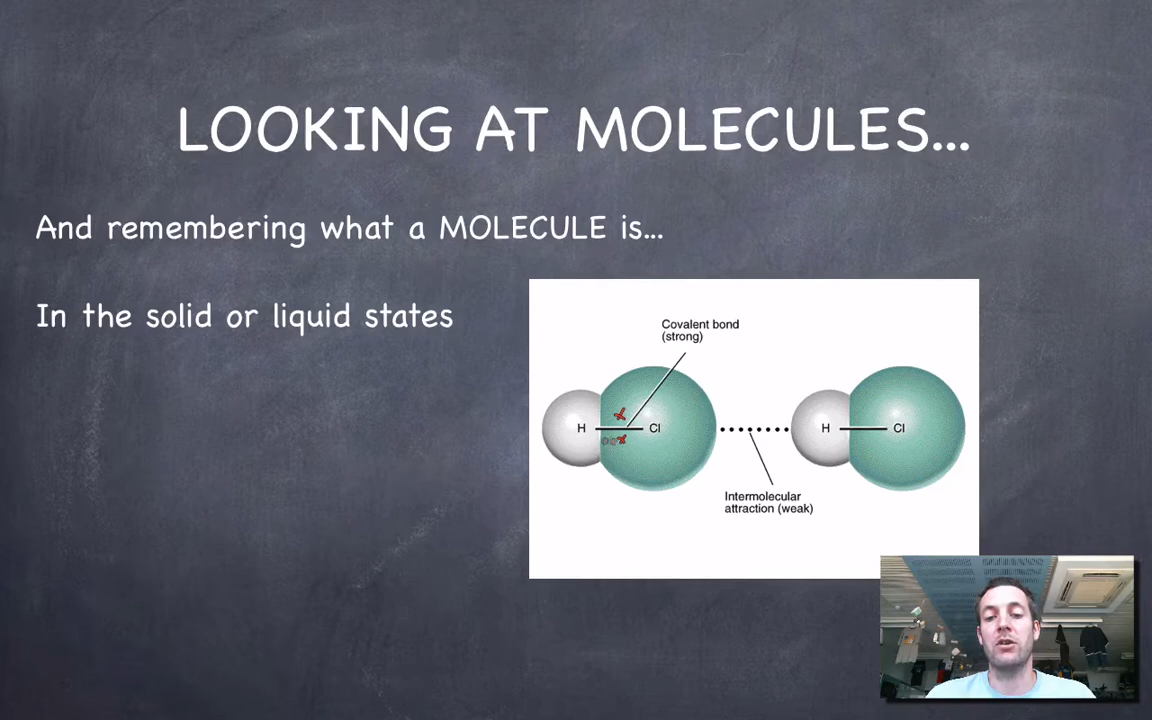 LOOKING AT MOLECULES...
And remembering what a MOLECULE is...
In the solid or liquid states
Covalent bond
(strong)
H
Cl
H
Cl
Intermolecular
attraction (weak)